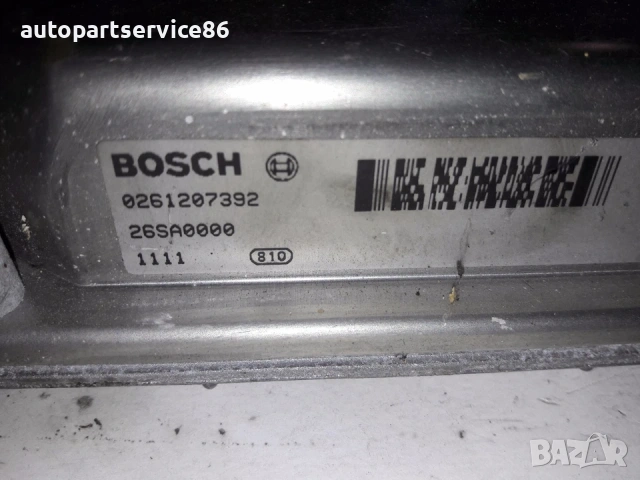 autopartservice86
BOSCH
0261207392
26SA0000
1111 810
BAZAR